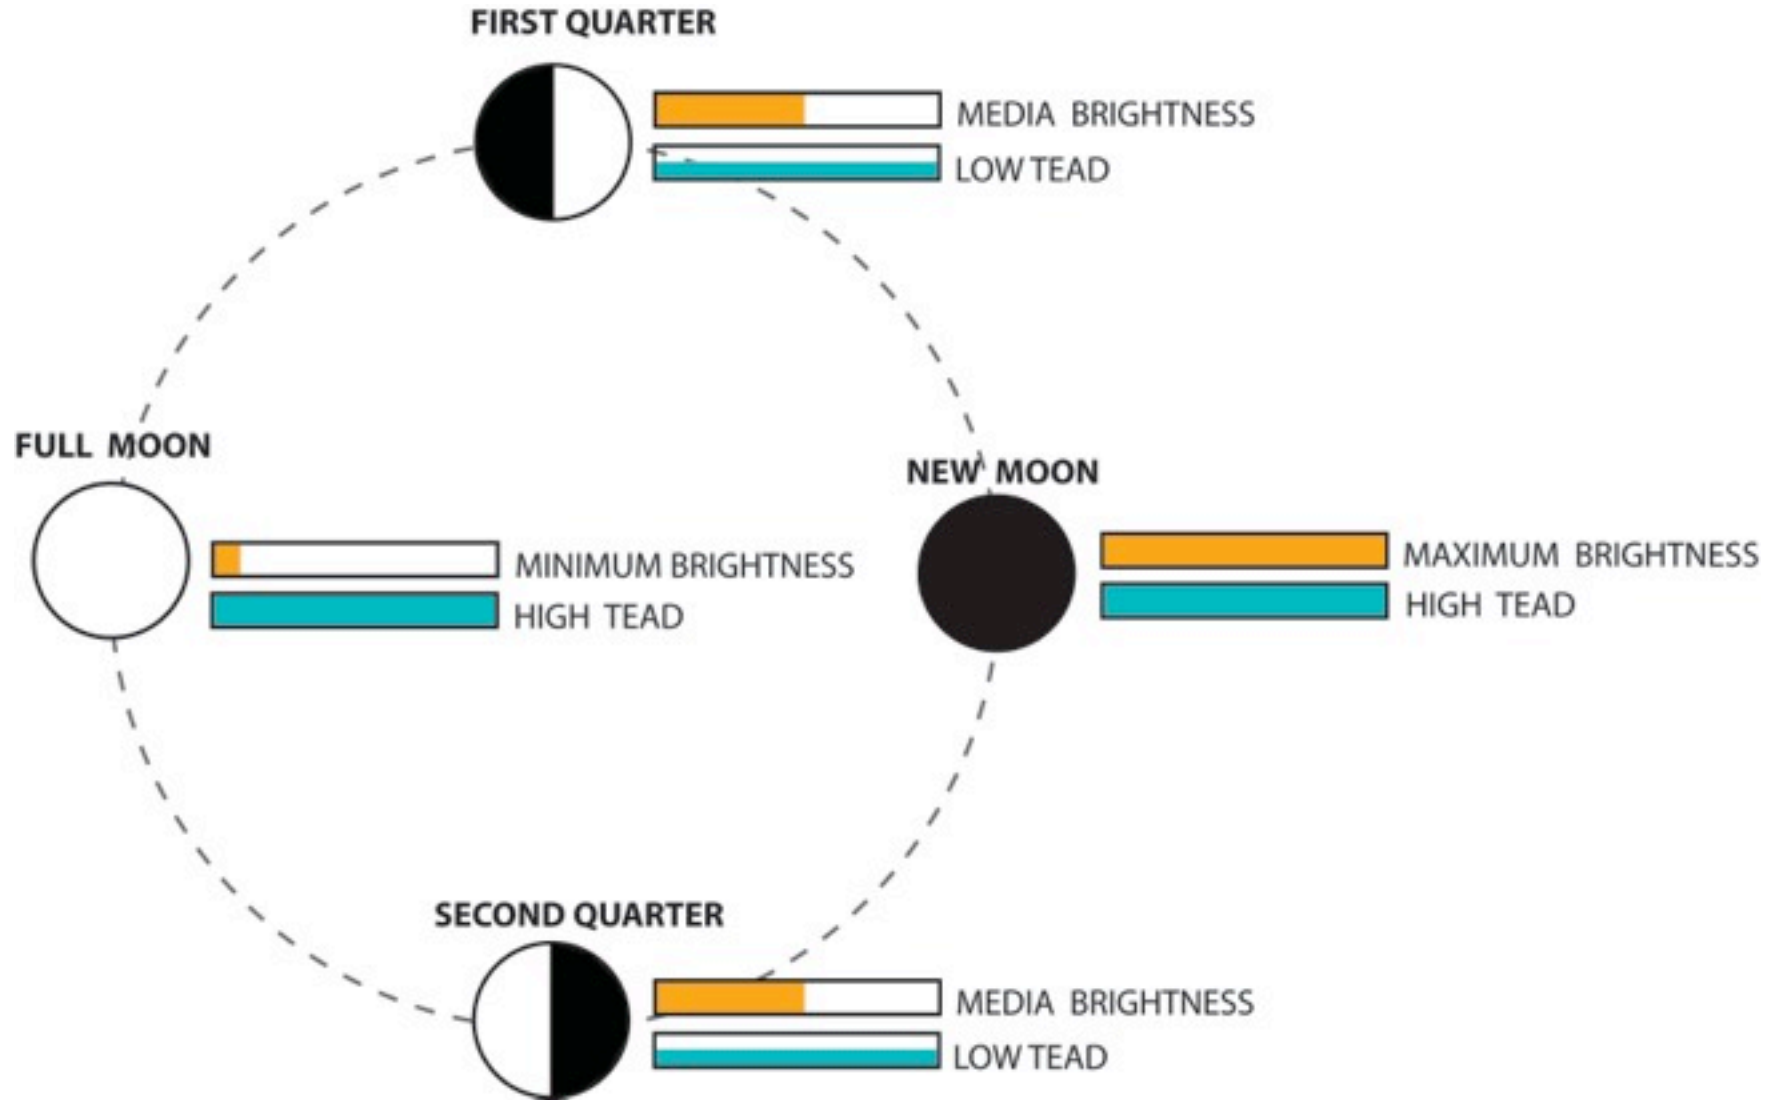 FIRST QUARTER
MEDIA BRIGHTNESS
LOW TEAD
FULL MOON
MINIMUM BRIGHTNESS
HIGH TEAD
NEW MOON
MAXIMUM BRIGHTNESS
HIGH TEAD
SECOND QUARTER
MEDIA BRIGHTNESS
LOW TEAD